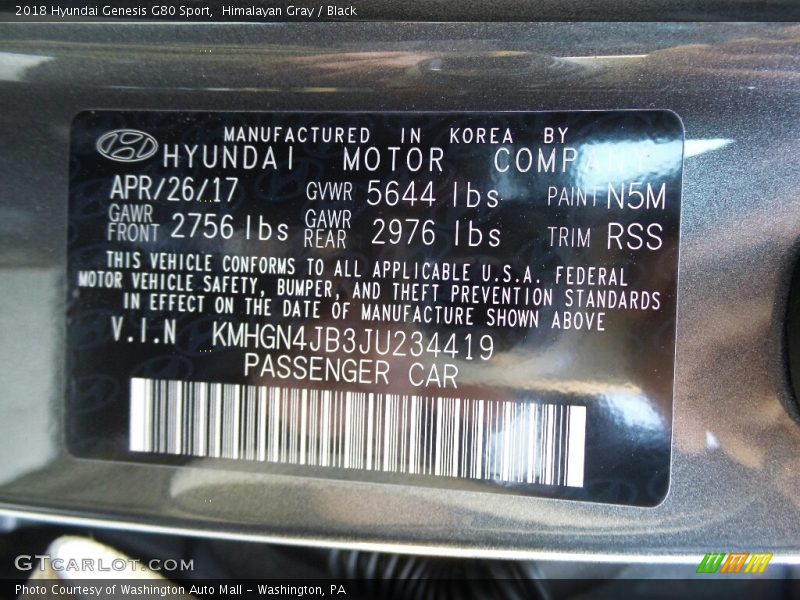 2018 Hyundai Genesis G80 Sport, Himalayan Gray / Black
MANUFACTURED IN KOREA BY
HYUNDAI MOTOR COMPANY
APR/26/17 GVWR 5644 lbs PAINT N5M
GAWR FRONT 2756 lbs GAWR REAR 2976 lbs TRIM RSS
THIS VEHICLE CONFORMS TO ALL APPLICABLE U.S.A. FEDERAL
MOTOR VEHICLE SAFETY, BUMPER, AND THEFT PREVENTION STANDARDS
IN EFFECT ON THE DATE OF MANUFACTURE SHOWN ABOVE
V.I.N KMHGN4JB3JU234419
PASSENGER CAR
GTCARLOT.COM
Photo Courtesy of Washington Auto Mall - Washington, PA